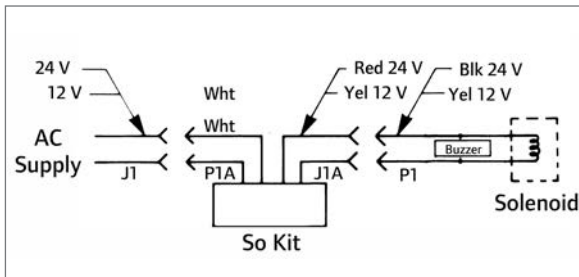 24 V
12 V
Wht
Wht
Red 24 V
Yel 12 V
Blk 24 V
Yel 12 V
AC
Supply
J1
P1A
J1A
P1
Buzzer
Solenoid
So Kit